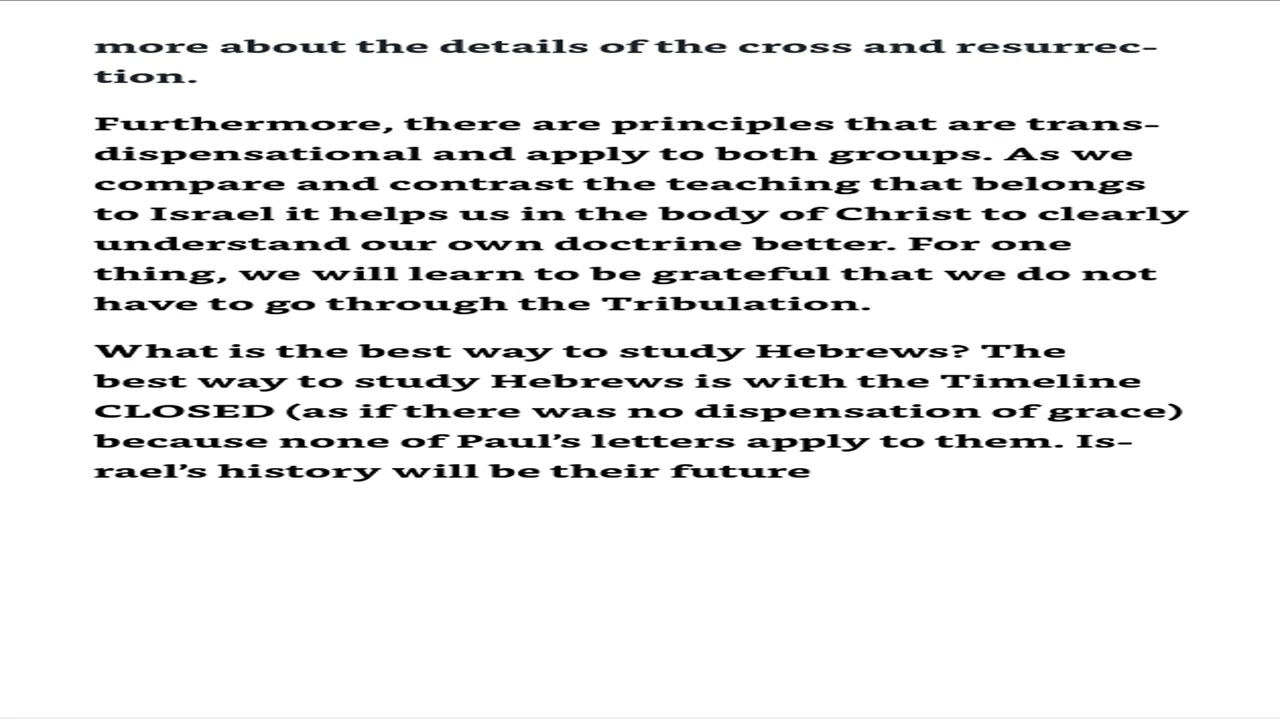 more about the details of the cross and resurrec-
tion.
Furthermore, there are principles that are trans-
dispensational and apply to both groups. As we
compare and contrast the teaching that belongs
to Israel it helps us in the body of Christ to clearly
understand our own doctrine better. For one
thing, we will learn to be grateful that we do not
have to go through the Tribulation.
What is the best way to study Hebrews? The
best way to study Hebrews is with the Timeline
CLOSED (as if there was no dispensation of grace)
because none of Paul’s letters apply to them. Is-
rael’s history will be their future